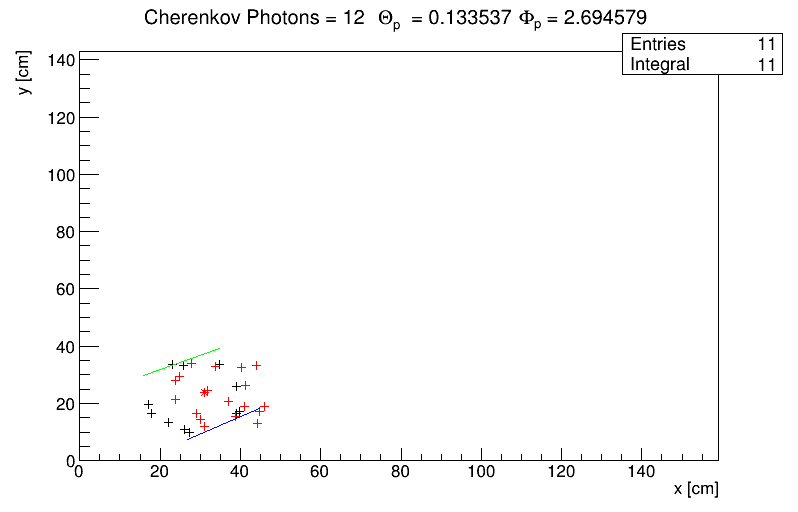 Cherenkov Photons = 12 Θp = 0.133537 Φp = 2.694579
Entries 11
Integral 11
y [cm]
140
120
100
80
60
40
20
0
0 20 40 60 80 100 120 140
x [cm]